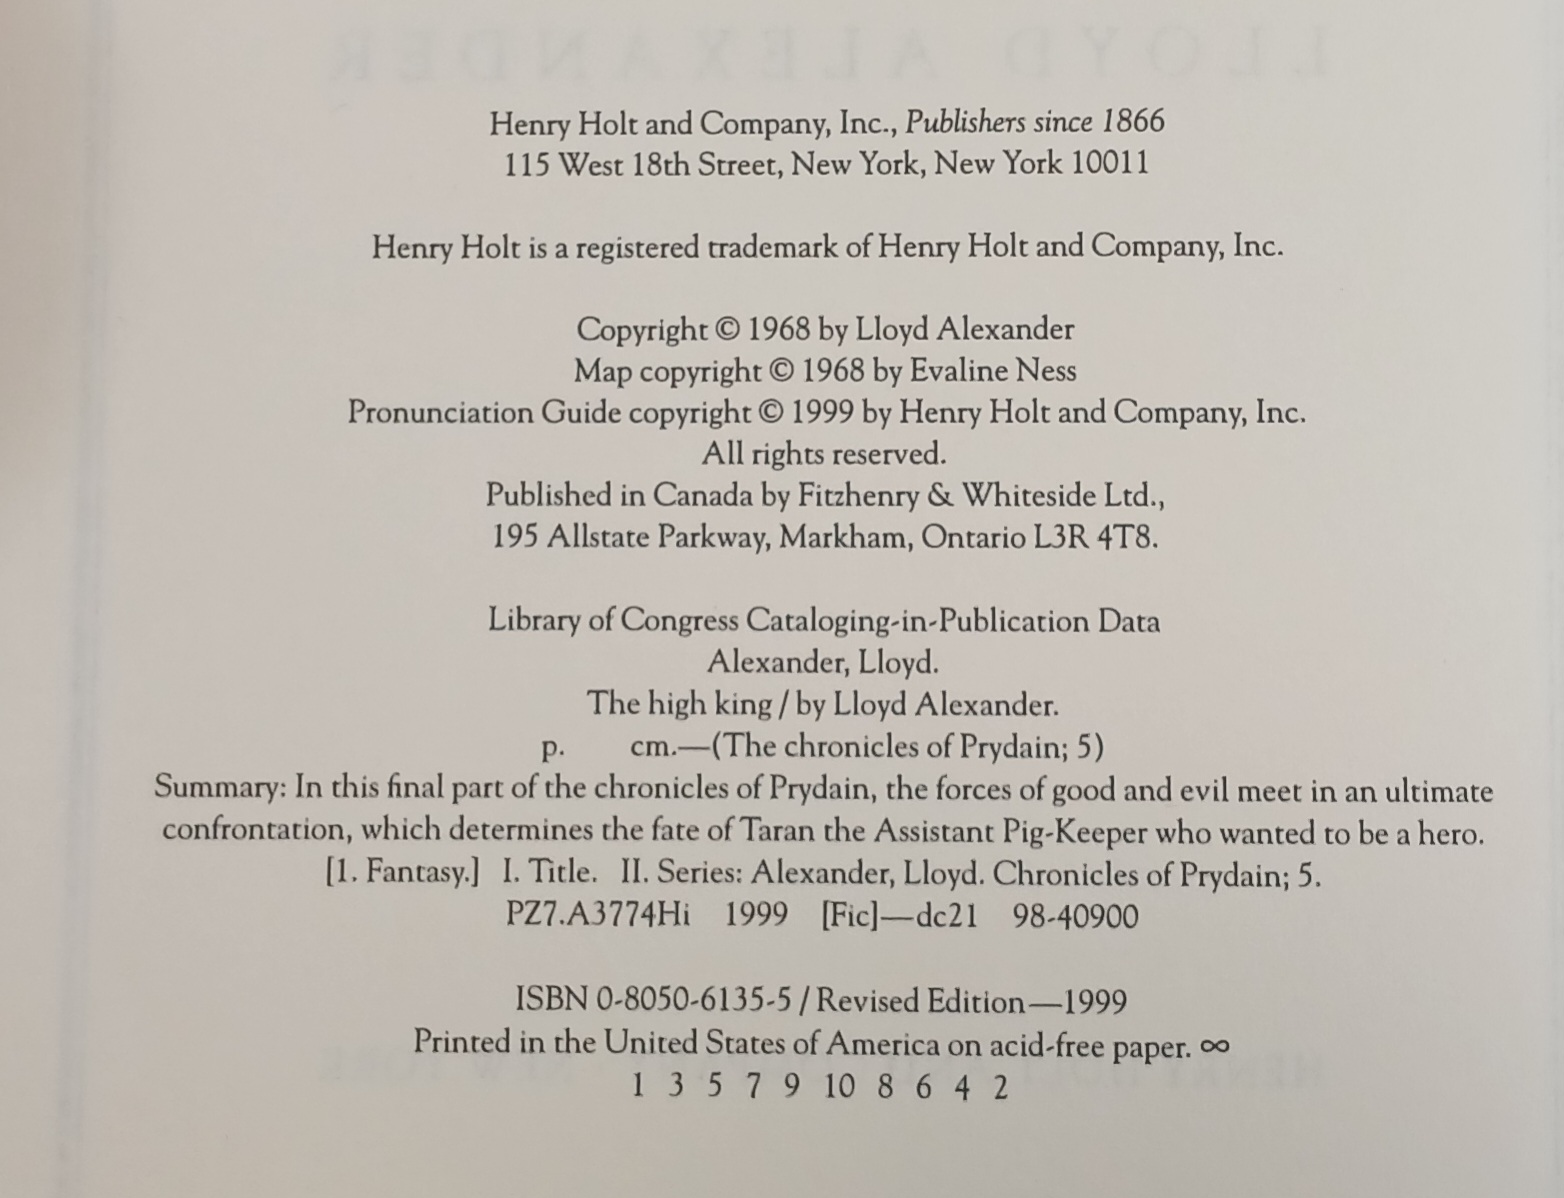 LLOYD ALEXANDER
Henry Holt and Company, Inc., Publishers since 1866
115 West 18th Street, New York, New York 10011
Henry Holt is a registered trademark of Henry Holt and Company, Inc.
Copyright © 1968 by Lloyd Alexander
Map copyright © 1968 by Evaline Ness
Pronunciation Guide copyright © 1999 by Henry Holt and Company, Inc.
All rights reserved.
Published in Canada by Fitzhenry & Whiteside Ltd.,
195 Allstate Parkway, Markham, Ontario L3R 4T8.
Library of Congress Cataloging-in-Publication Data
Alexander, Lloyd.
The high king / by Lloyd Alexander.
p. cm.—(The chronicles of Prydain; 5)
Summary: In this final part of the chronicles of Prydain, the forces of good and evil meet in an ultimate
confrontation, which determines the fate of Taran the Assistant Pig-Keeper who wanted to be a hero.
[1. Fantasy.] I. Title. II. Series: Alexander, Lloyd. Chronicles of Prydain; 5.
PZ7.A3774Hi 1999 [Fic]—dc21 98-40900
ISBN 0-8050-6135-5 / Revised Edition—1999
Printed in the United States of America on acid-free paper. ∞
1 3 5 7 9 10 8 6 4 2